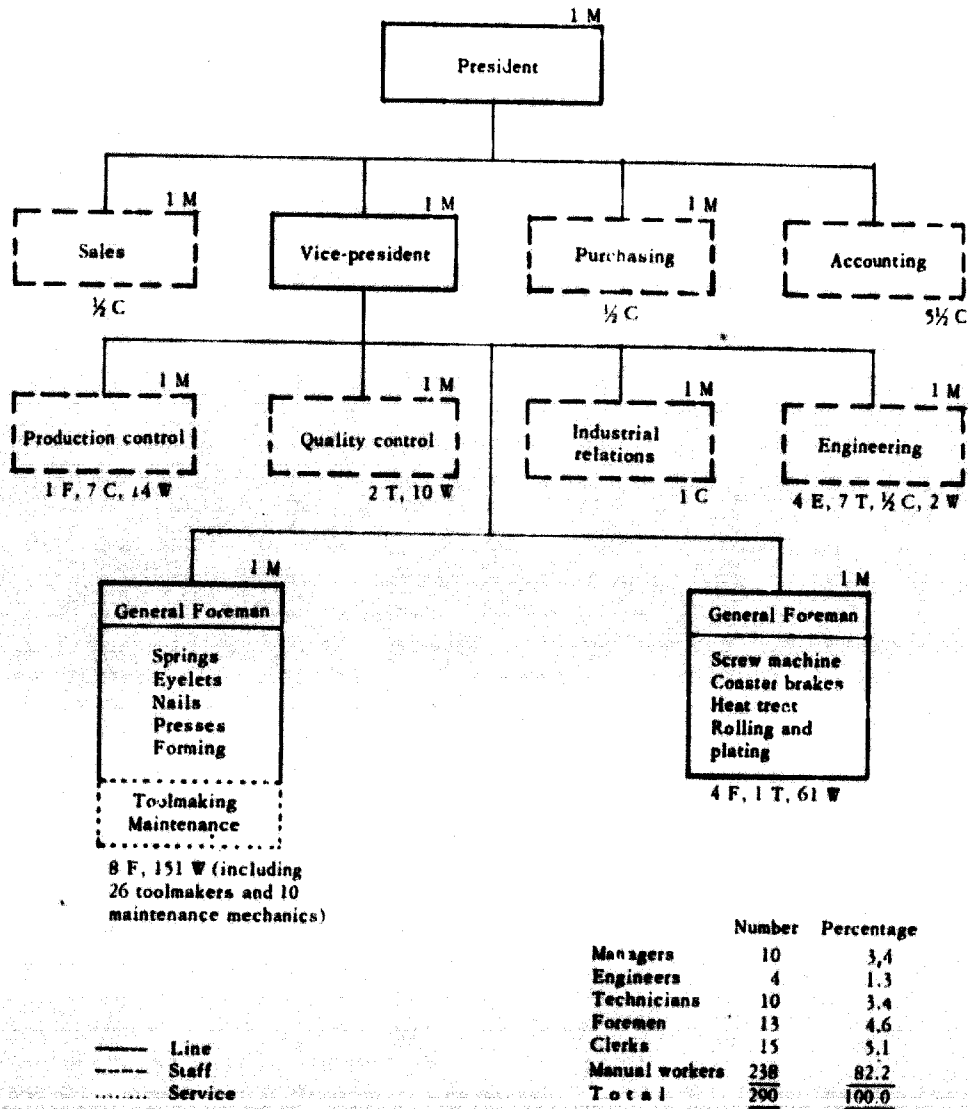 1 M
President
1 M
Sales
½ C
1 M
Vice-president
1 M
Purchasing
½ C
Accounting
5½ C
1 M
Production control
1 F, 7 C, 14 W
1 M
Quality control
2 T, 10 W
1 M
Industrial
relations
1 C
1 M
Engineering
4 E, 7 T, ½ C, 2 W
1 M
General Foreman
Springs
Eyelets
Nails
Presses
Forming
Toolmaking
Maintenance
8 F, 151 W (including
26 toolmakers and 10
maintenance mechanics)
1 M
General Foreman
Screw machine
Coaster brakes
Heat treat
Rolling and
plating
4 F, 1 T, 61 W
Number Percentage
Managers 10 3,4
Engineers 4 1.3
Technicians 10 3.4
Foremen 13 4.6
Clerks 15 5.1
Manual workers 238 82.2
Total 290 100.0
Line
Staff
Service